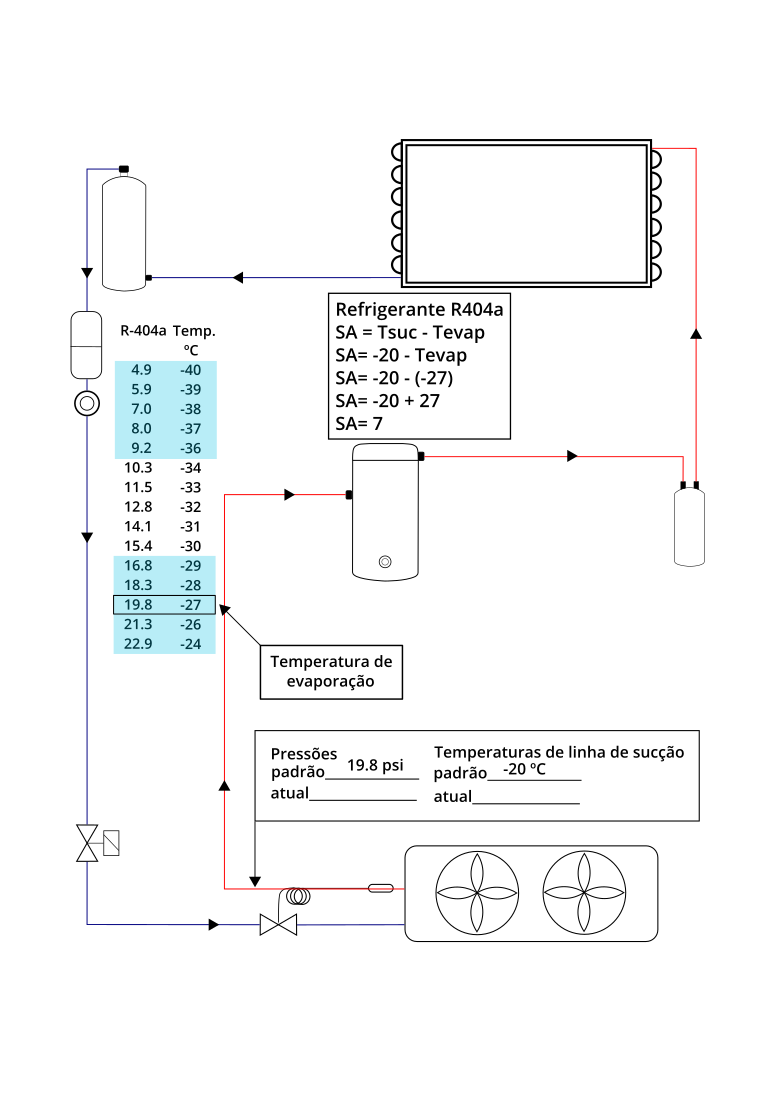 Refrigerante R404a
SA = Tsuc - Tevap
SA= -20 - Tevap
SA= -20 - (-27)
SA= -20 + 27
SA= 7
R-404a Temp.
ºC
4.9 -40
5.9 -39
7.0 -38
8.0 -37
9.2 -36
10.3 -34
11.5 -33
12.8 -32
14.1 -31
15.4 -30
16.8 -29
18.3 -28
19.8 -27
21.3 -26
22.9 -24
Temperatura de
evaporação
Pressões
padrão 19.8 psi
atual
Temperaturas de linha de sucção
padrão -20 ºC
atual